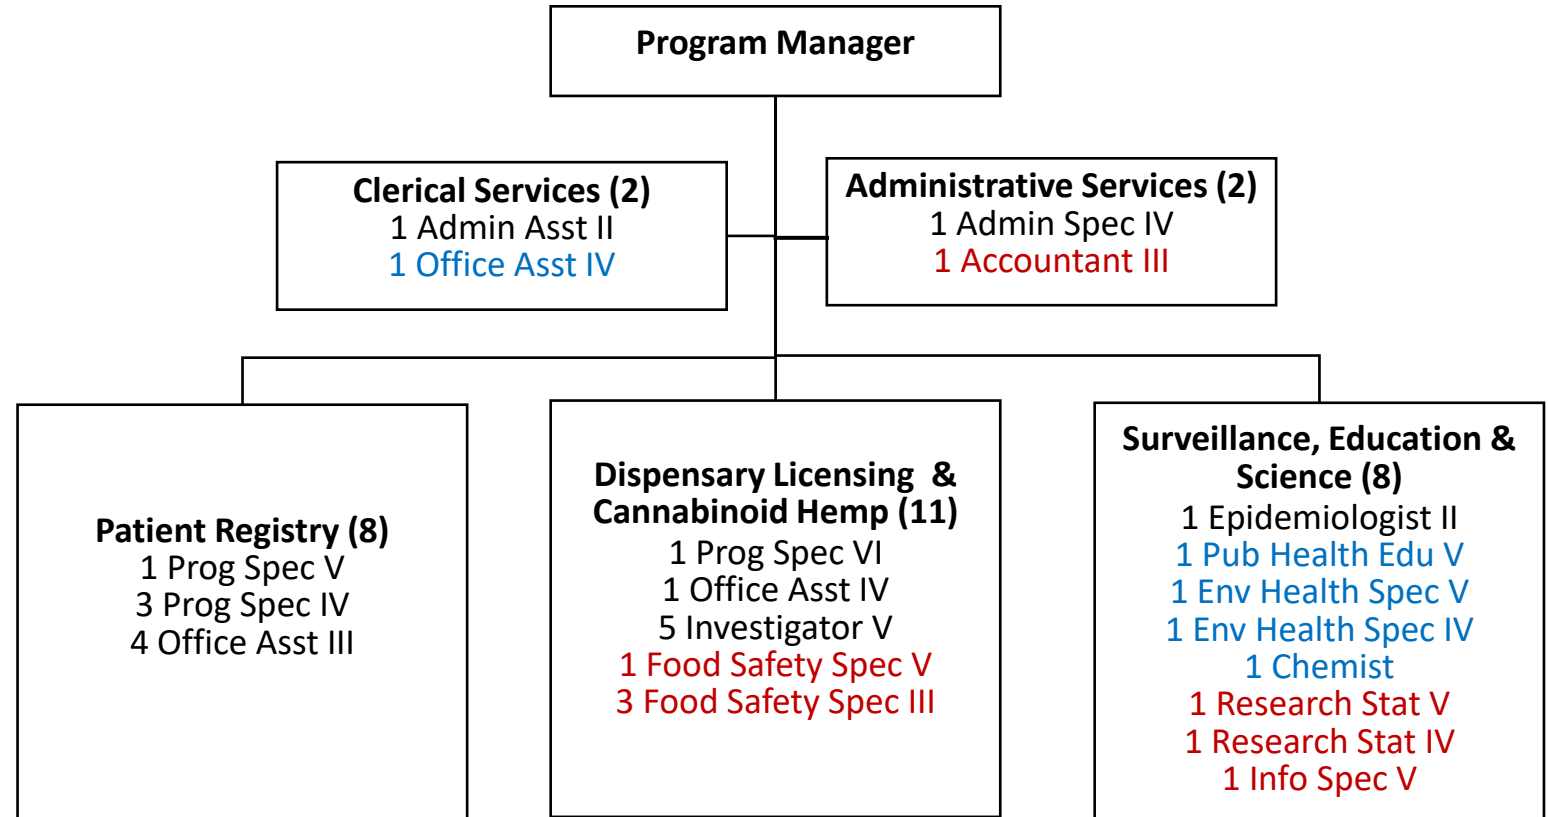 Program Manager
Clerical Services (2)
1 Admin Asst II
1 Office Asst IV
Administrative Services (2)
1 Admin Spec IV
1 Accountant III
Patient Registry (8)
1 Prog Spec V
3 Prog Spec IV
4 Office Asst III
Dispensary Licensing  &
Cannabinoid Hemp (11)
1 Prog Spec VI
1 Office Asst IV
5 Investigator V
1 Food Safety Spec V
3 Food Safety Spec III
Surveillance, Education &
Science (8)
1 Epidemiologist II
1 Pub Health Edu V
1 Env Health Spec V
1 Env Health Spec IV
1 Chemist
1 Research Stat V
1 Research Stat IV
1 Info Spec V